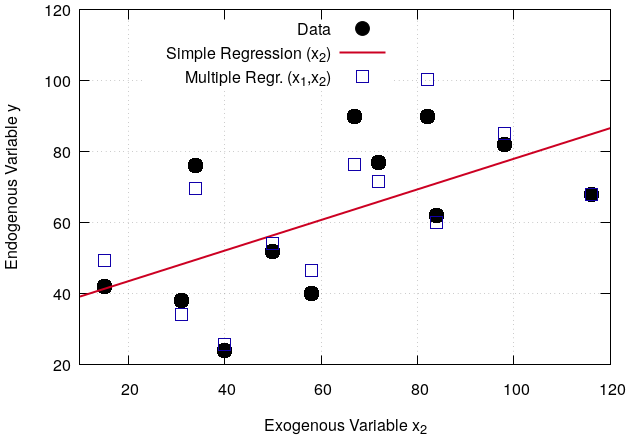 120
100
80
60
40
20
Endogenous Variable y
Data
Simple Regression (x₂)
Multiple Regr. (x₁,x₂)
20 40 60 80 100 120
Exogenous Variable x₂